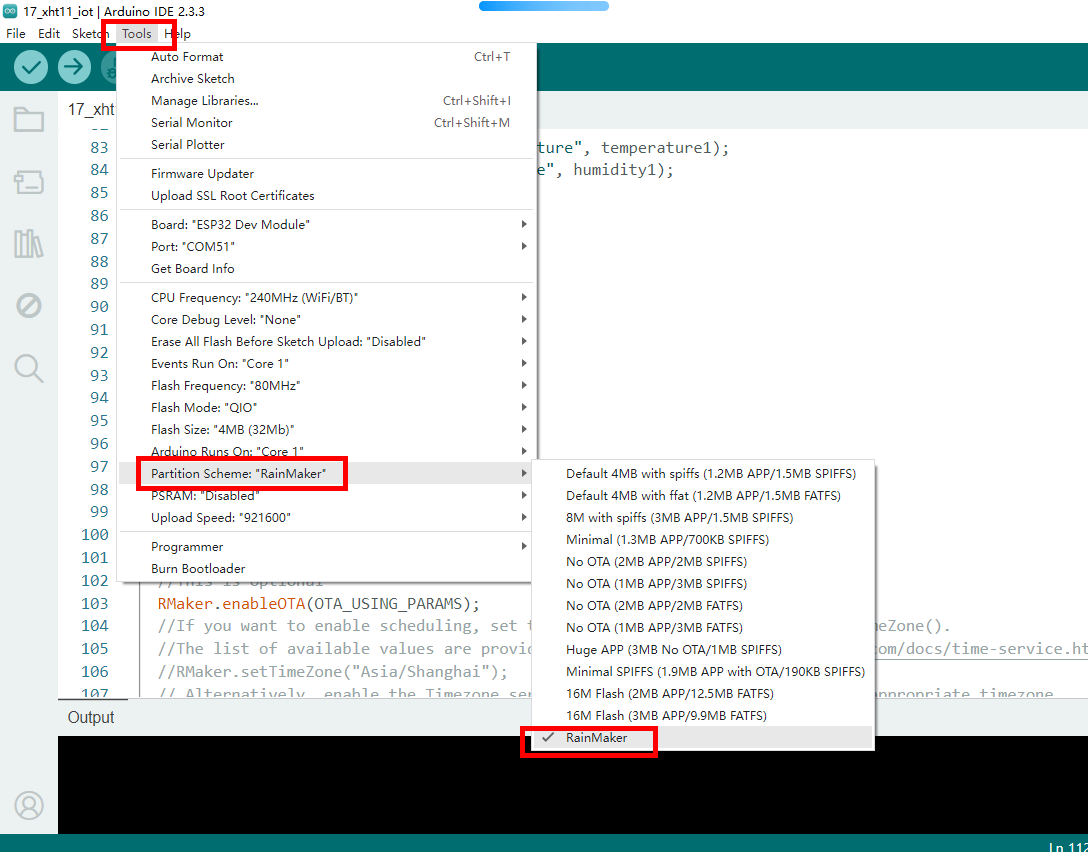 17_xht11_iot | Arduino IDE 2.3.3
File Edit Sketch Tools Help
Auto Format Ctrl+T
Archive Sketch
Manage Libraries... Ctrl+Shift+I
Serial Monitor Ctrl+Shift+M
Serial Plotter
Firmware Updater
Upload SSL Root Certificates
Board: "ESP32 Dev Module"
Port: "COM51"
Get Board Info
CPU Frequency: "240MHz (WiFi/BT)"
Core Debug Level: "None"
Erase All Flash Before Sketch Upload: "Disabled"
Events Run On: "Core 1"
Flash Frequency: "80MHz"
Flash Mode: "QIO"
Flash Size: "4MB (32Mb)"
Arduino Runs On: "Core 1"
Partition Scheme: "RainMaker"
PSRAM: "Disabled"
Upload Speed: "921600"
Programmer
Burn Bootloader
Default 4MB with spiffs (1.2MB APP/1.5MB SPIFFS)
Default 4MB with ffat (1.2MB APP/1.5MB FATFS)
8M with spiffs (3MB APP/1.5MB SPIFFS)
Minimal (1.3MB APP/700KB SPIFFS)
No OTA (2MB APP/2MB SPIFFS)
No OTA (1MB APP/3MB SPIFFS)
No OTA (2MB APP/2MB FATFS)
No OTA (1MB APP/3MB FATFS)
Huge APP (3MB No OTA/1MB SPIFFS)
Minimal SPIFFS (1.9MB APP with OTA/190KB SPIFFS)
16M Flash (2MB APP/12.5MB FATFS)
16M Flash (3MB APP/9.9MB FATFS)
RainMaker
17_xht
83 ture", temperature1);
84 e", humidity1);
85
86
87
88
89
90
91
92
93
94
95
96
97
98
99
100
101
102 //This is optional
103 RMaker.enableOTA(OTA_USING_PARAMS);
104 //If you want to enable scheduling, set t eZone().
105 //The list of available values are provid com/docs/time-service.ht
106 //RMaker.setTimeZone("Asia/Shanghai");
107 // Alternatively, enable the Timezone ser appropriate timezone
Output
Ln 112